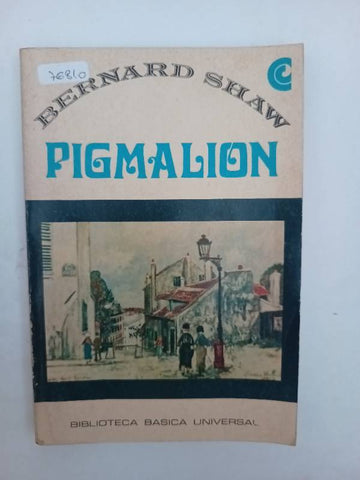 76810
BERNARD SHAW
PIGMALION
BIBLIOTECA BASICA UNIVERSAL